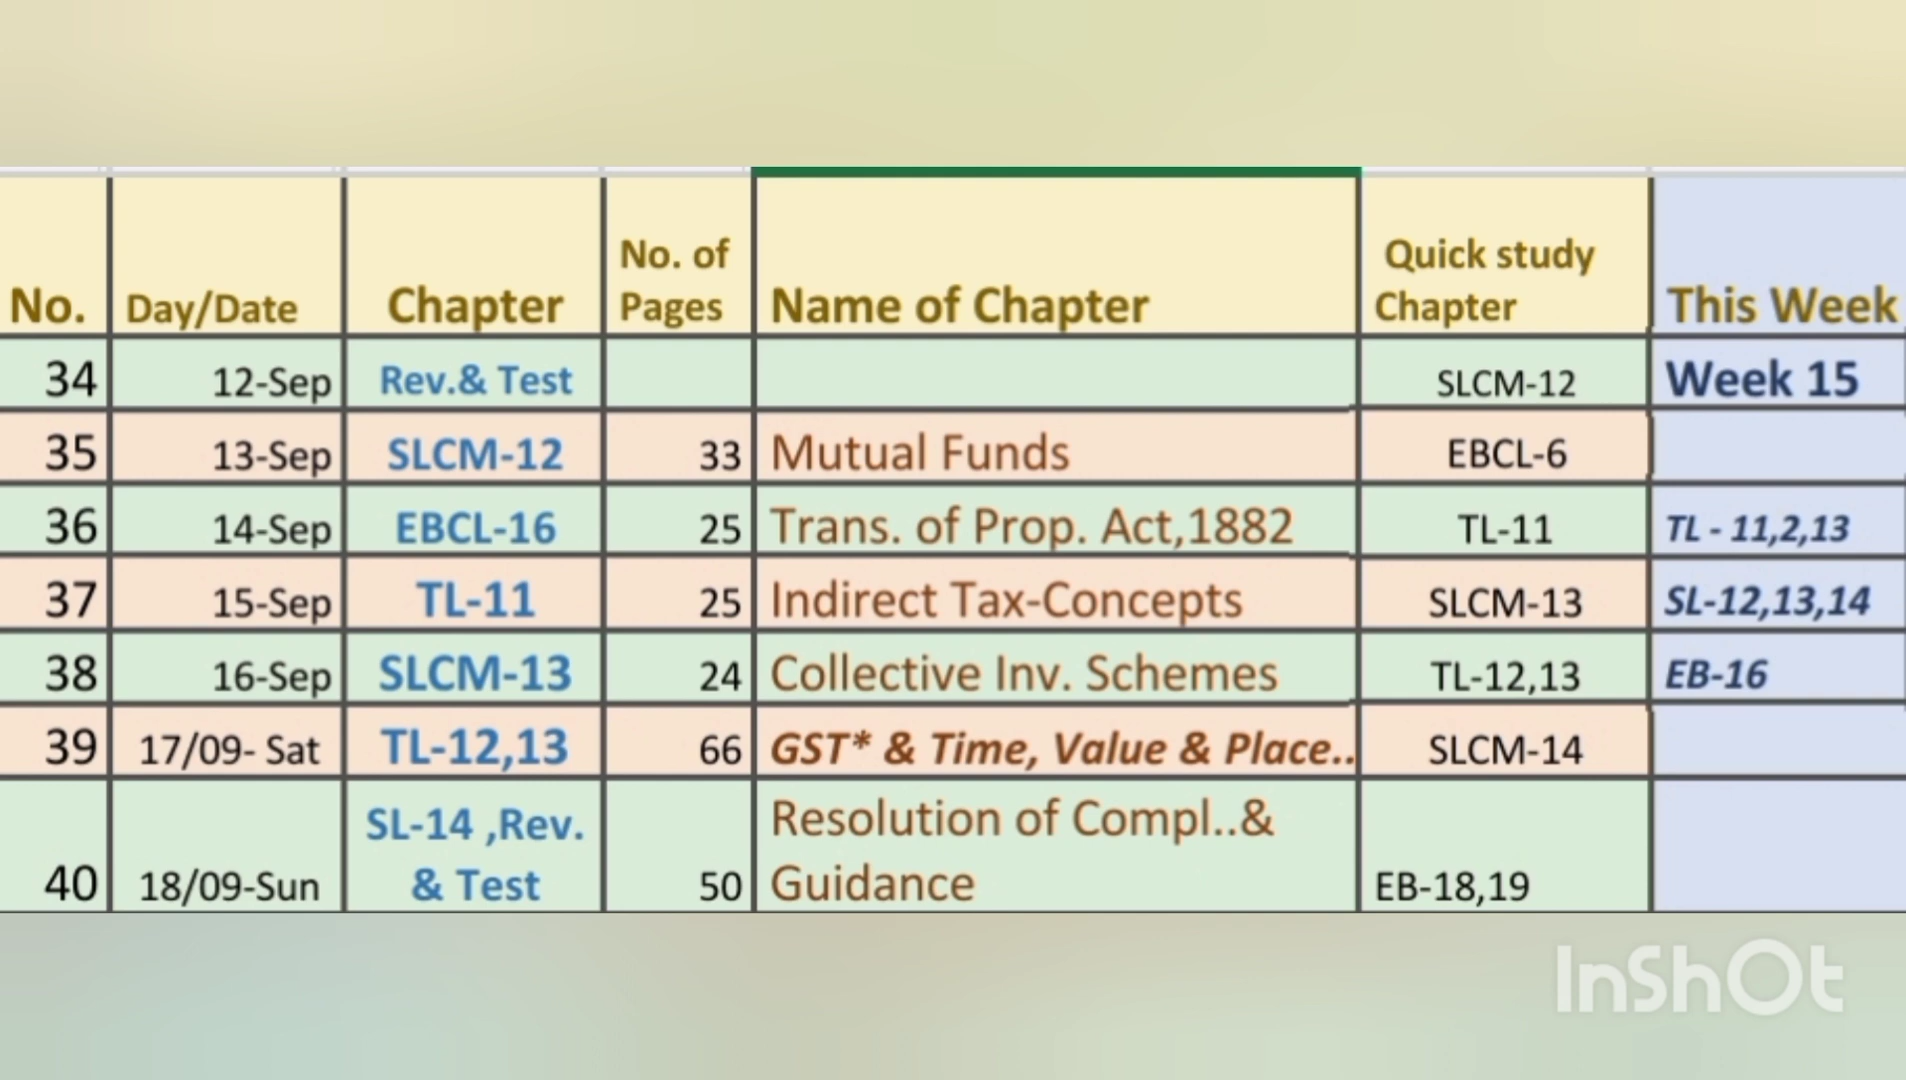 No. Day/Date Chapter No. of Pages Name of Chapter Quick study Chapter This Week
34 12-Sep Rev.& Test SLCM-12 Week 15
35 13-Sep SLCM-12 33 Mutual Funds EBCL-6
36 14-Sep EBCL-16 25 Trans. of Prop. Act,1882 TL-11 TL - 11,2,13
37 15-Sep TL-11 25 Indirect Tax-Concepts SLCM-13 SL-12,13,14
38 16-Sep SLCM-13 24 Collective Inv. Schemes TL-12,13 EB-16
39 17/09- Sat TL-12,13 66 GST* & Time, Value & Place.. SLCM-14
40 18/09-Sun SL-14 ,Rev. & Test 50 Resolution of Compl..& Guidance EB-18,19
InShOt